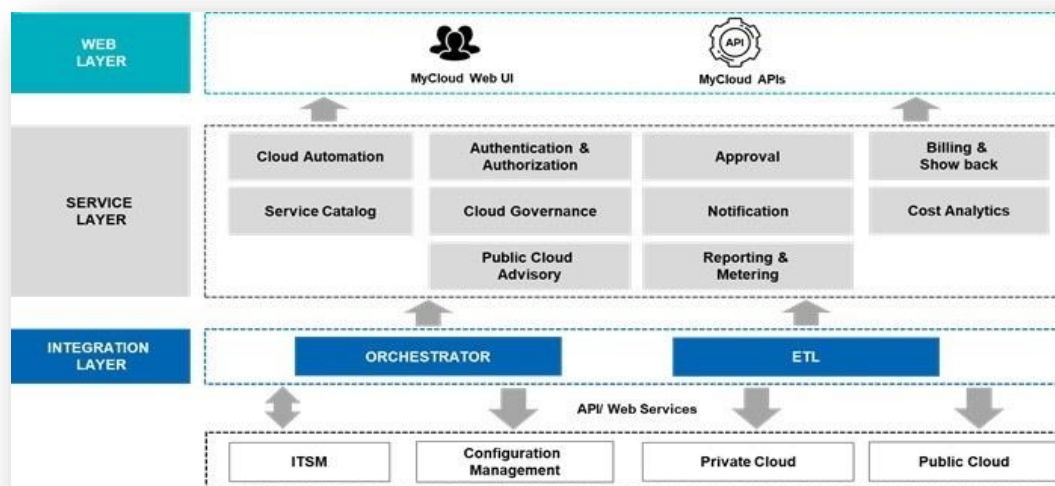 WEB
LAYER
MyCloud Web UI
API
MyCloud APIs
SERVICE
LAYER
Cloud Automation
Authentication &
Authorization
Approval
Billing &
Show back
Service Catalog
Cloud Governance
Notification
Cost Analytics
Public Cloud
Advisory
Reporting &
Metering
INTEGRATION
LAYER
ORCHESTRATOR
ETL
API/ Web Services
ITSM
Configuration
Management
Private Cloud
Public Cloud